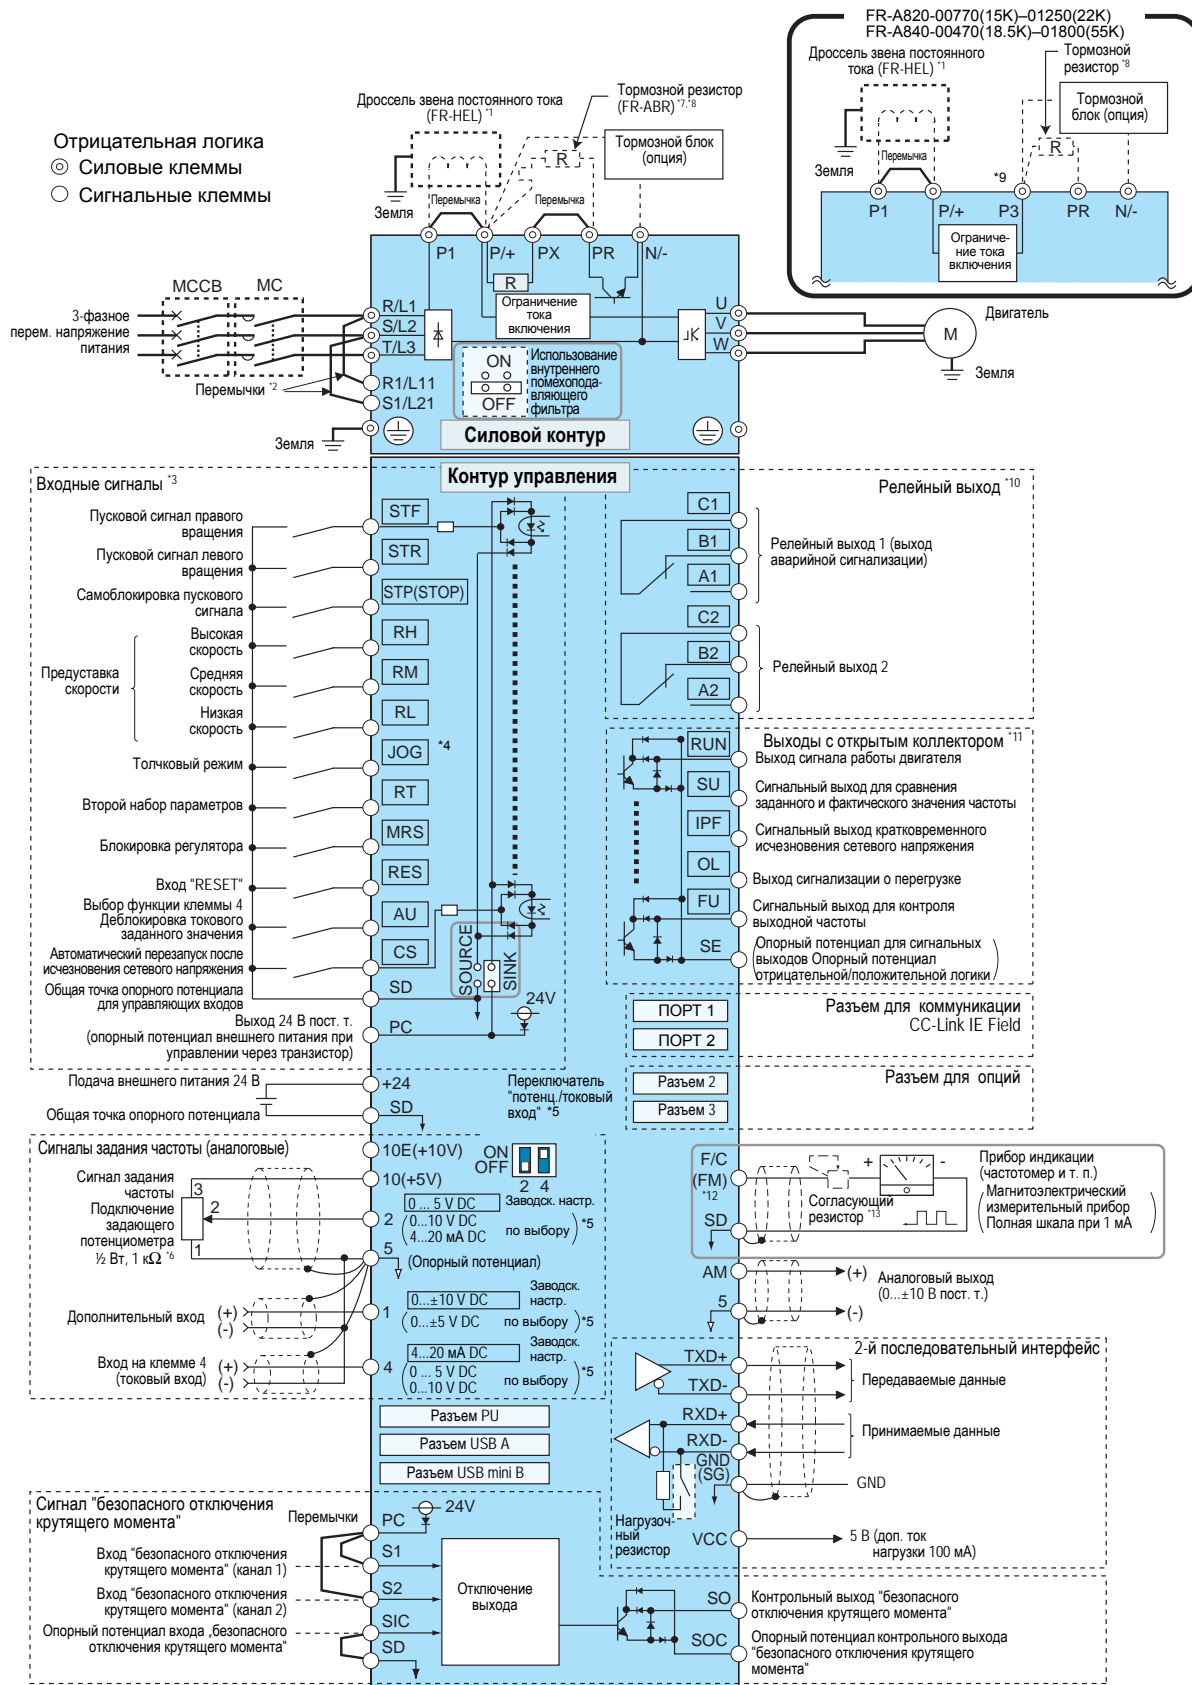 FR-A820-00770(15K)–01250(22K)
FR-A840-00470(18.5K)–01800(55K)
Дроссель звена постоянного
тока (FR-HEL) *1
Тормозной
резистор *8
Тормозной
блок (опция)
R
Земля
Перемычка
*9
P1
P/+
P3
PR
N/-
Ограниче-
ние тока
включения
Отрицательная логика
Силовые клеммы
Сигнальные клеммы
Дроссель звена постоянного тока
(FR-HEL) *1
Тормозной резистор
(FR-ABR) *7,*8
Тормозной блок
(опция)
R
Земля
Перемычка
Перемычка
P1
P/+
PX
PR
N/-
R
Ограничение
тока
включения
MCCB
MC
3-фазное
перем. напряжение
питания
R/L1
S/L2
T/L3
Перемычки *2
R1/L11
S1/L21
Земля
ON
OFF
Использование
внутреннего
помехопода-
вляющего
фильтра
U
V
W
M
Двигатель
Земля
Силовой контур
Контур управления
Входные сигналы *3
Пусковой сигнал правого
вращения
STF
Пусковой сигнал левого
вращения
STR
Самоблокировка пускового
сигнала
STP(STOP)
Предуставка
скорости
Высокая
скорость
RH
Средняя
скорость
RM
Низкая
скорость
RL
Толчковый режим
JOG *4
Второй набор параметров
RT
Блокировка регулятора
MRS
Вход "RESET"
RES
Выбор функции клеммы 4
Деблокировка токового
заданного значения
AU
Автоматический перезапуск после
исчезновения сетевого напряжения
CS
Общая точка опорного потенциала
для управляющих входов
SD
SOURCE
SINK
24V
Выход 24 В пост. т.
(опорный потенциал внешнего питания при
управлении через транзистор)
PC
Подача внешнего питания 24 В
+24
Общая точка опорного потенциала
SD
Релейный выход *10
C1
B1
A1
Релейный выход 1 (выход
аварийной сигнализации)
C2
B2
A2
Релейный выход 2
Выходы с открытым коллектором *11
RUN
Выход сигнала работы двигателя
SU
Сигнальный выход для сравнения
заданного и фактического значения частоты
IPF
Сигнальный выход кратковременного
исчезновения сетевого напряжения
OL
Выход сигнализации о перегрузке
FU
Сигнальный выход для контроля
выходной частоты
SE
(Опорный потенциал для сигнальных
выходов Опорный потенциал
отрицательной/положительной логики)
ПОРТ 1
ПОРТ 2
Разъем для коммуникации
CC-Link IE Field
Разъем 2
Разъем 3
Разъем для опций
Переключатель
"потенц./токовый
вход" *5
Сигналы задания частоты (аналоговые)
10E(+10V)
ON
OFF
2 4
Сигнал задания
частоты
Подключение
задающего
потенциометра
½ Вт, 1 кΩ *6
3
2
1
10(+5V)
2
0 ... 5 V DC
Заводск. настр.
(0...10 V DC
4...20 mA DC
по выбору) *5
5
(Опорный потенциал)
Дополнительный вход
(+)
(-)
1
0...±10 V DC
Заводск.
настр.
(0...±5 V DC
по выбору) *5
Вход на клемме 4
(токовый вход)
(+)
(-)
4
4...20 mA DC
Заводск.
настр.
(0 ... 5 V DC
0...10 V DC
по выбору) *5
F/C
(FM)
*12
SD
Согласующий
резистор *13
+
-
Прибор индикации
(частотомер и т. п.)
(Магнитоэлектрический
измерительный прибор
Полная шкала при 1 мА)
AM
(+)
5
(-)
Аналоговый выход
(0...±10 В пост. т.)
2-й последовательный интерфейс
TXD+
TXD-
Передаваемые данные
RXD+
RXD-
Принимаемые данные
GND
(SG)
GND
Нагрузоч-
ный
резистор
VCC
5 В (доп. ток
нагрузки 100 мА)
Разъем PU
Разъем USB A
Разъем USB mini B
Сигнал "безопасного отключения
крутящего момента"
Перемычки
PC
24V
Вход "безопасного отключения
крутящего момента" (канал 1)
S1
Вход "безопасного отключения
крутящего момента" (канал 2)
S2
Опорный потенциал входа „безопасного
отключения крутящего момента“
SIC
SD
Отключение
выхода
SO
Контрольный выход "безопасного
отключения крутящего момента"
SOC
Опорный потенциал контрольного выхода
"безопасного отключения крутящего
момента"